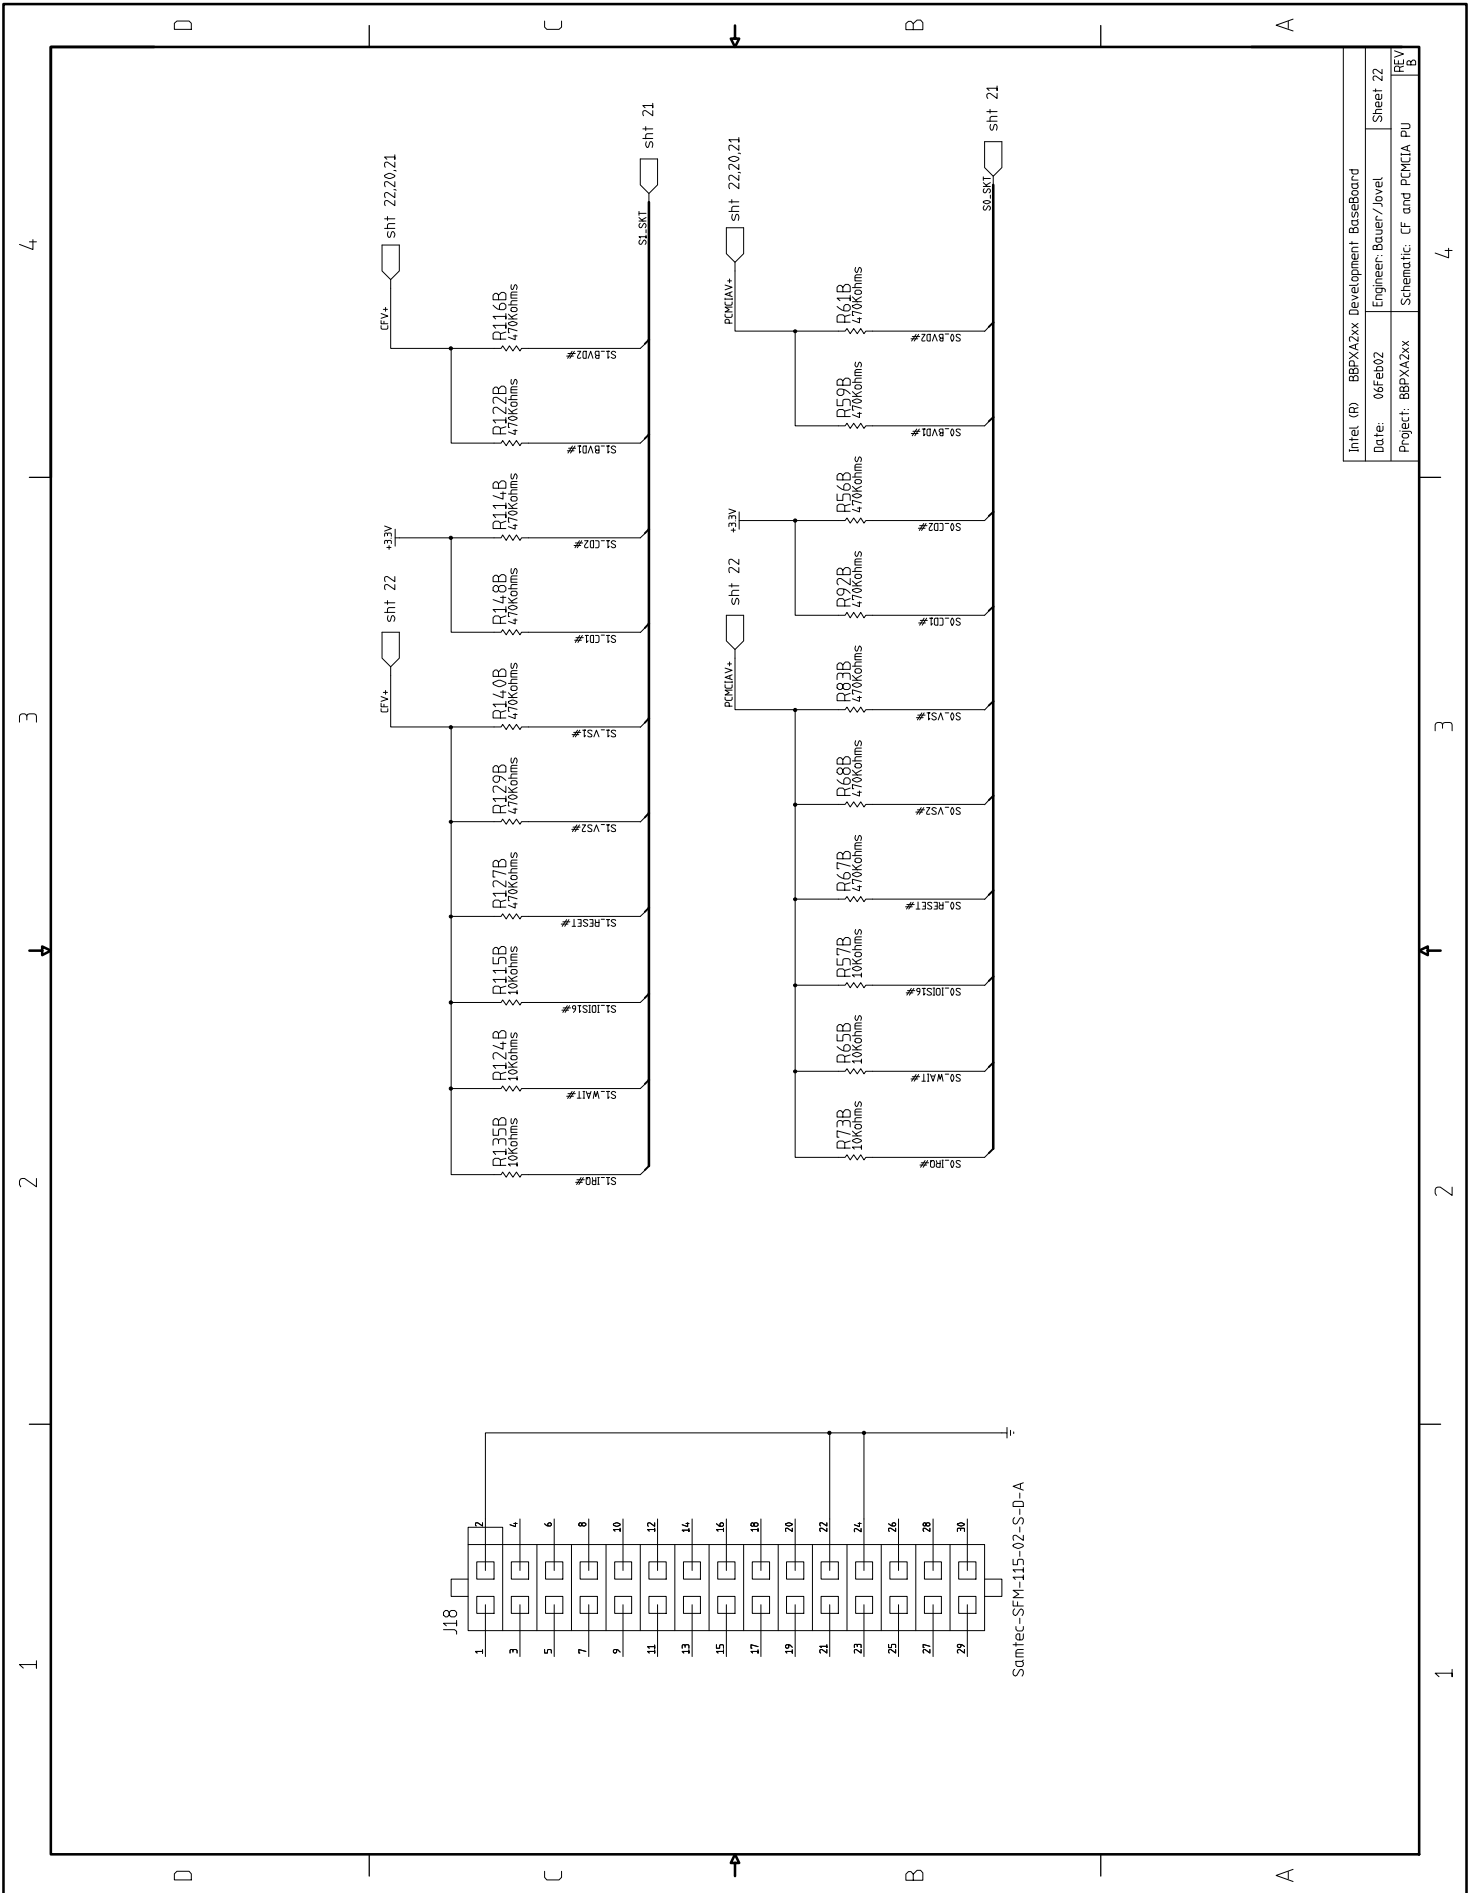 D
C
B
A
4
3
2
1
CFV+
sht 22,20,21
R116B
470Kohms
S1_BVD2#
R122B
470Kohms
S1_BVD1#
+3.3V
R114B
470Kohms
S1_CD2#
R148B
470Kohms
S1_CD1#
CFV+
sht 22
R140B
470Kohms
S1_VS1#
R129B
470Kohms
S1_VS2#
R127B
470Kohms
S1_RESET#
R115B
10Kohms
S1_IOIS16#
R124B
10Kohms
S1_WAIT#
R135B
10Kohms
S1_IRQ#
S1_SKT
sht 21
PCMCIAV+
sht 22,20,21
R61B
470Kohms
S0_BVD2#
R59B
470Kohms
S0_BVD1#
+3.3V
R56B
470Kohms
S0_CD2#
R92B
470Kohms
S0_CD1#
PCMCIAV+
sht 22
R83B
470Kohms
S0_VS1#
R68B
470Kohms
S0_VS2#
R67B
470Kohms
S0_RESET#
R57B
10Kohms
S0_IOIS16#
R65B
10Kohms
S0_WAIT#
R73B
10Kohms
S0_IRQ#
S0_SKT
sht 21
J18
1 2
3 4
5 6
7 8
9 10
11 12
13 14
15 16
17 18
19 20
21 22
23 24
25 26
27 28
29 30
Samtec-SFM-115-02-S-D-A
Intel (R) BBPXA2xx Development BaseBoard
Date: 06Feb02 Engineer: Bauer/Jovel Sheet 22
Project: BBPXA2xx Schematic: CF and PCMCIA PU REV
B
4
3
2
1
D
C
B
A